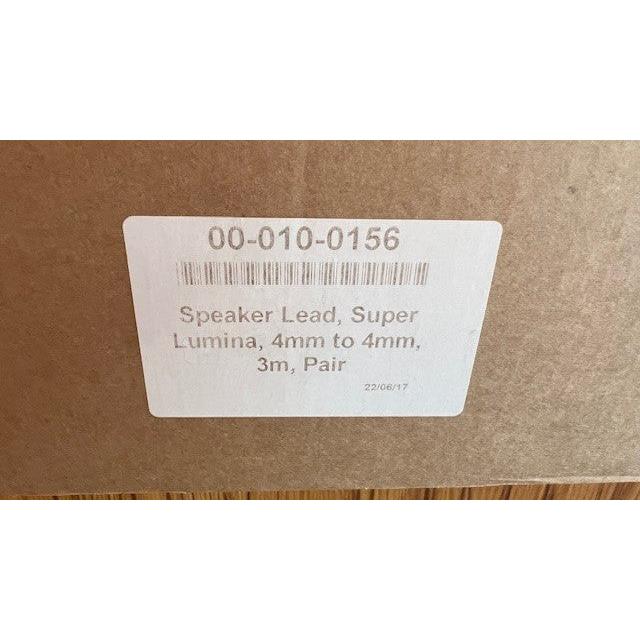 00-010-0156
Speaker Lead, Super
Lumina, 4mm to 4mm,
3m, Pair
22/06/17